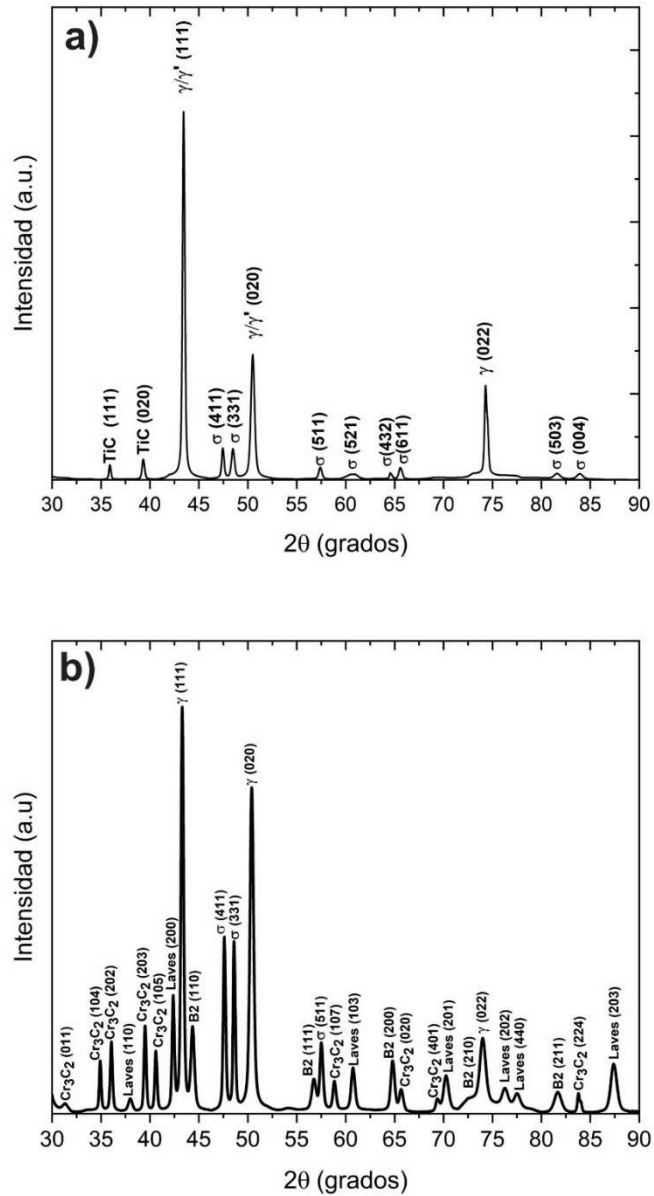 a)
γ/γ' (111)
TiC (111)
TiC (020)
σ (411)
σ (331)
γ/γ' (020)
σ (511)
σ (521)
σ(432)
σ(611)
γ (022)
σ (503)
σ (004)
Intensidad (a.u.)
30 35 40 45 50 55 60 65 70 75 80 85 90
2θ (grados)
b)
Cr₃C₂ (011)
Cr₃C₂ (104)
Cr₃C₂ (202)
Laves (110)
Cr₃C₂ (203)
Cr₃C₂ (105)
Laves (200)
γ (111)
B2 (110)
σ (411)
σ (331)
γ (020)
B2 (111)
σ (511)
Cr₃C₂ (107)
Laves (103)
B2 (200)
Cr₃C₂ (020)
Cr₃C₂ (401)
Laves (201)
B2 (210)
γ (022)
Laves (202)
Laves (440)
B2 (211)
Cr₃C₂ (224)
Laves (203)
Intensidad (a.u)
30 35 40 45 50 55 60 65 70 75 80 85 90
2θ (grados)